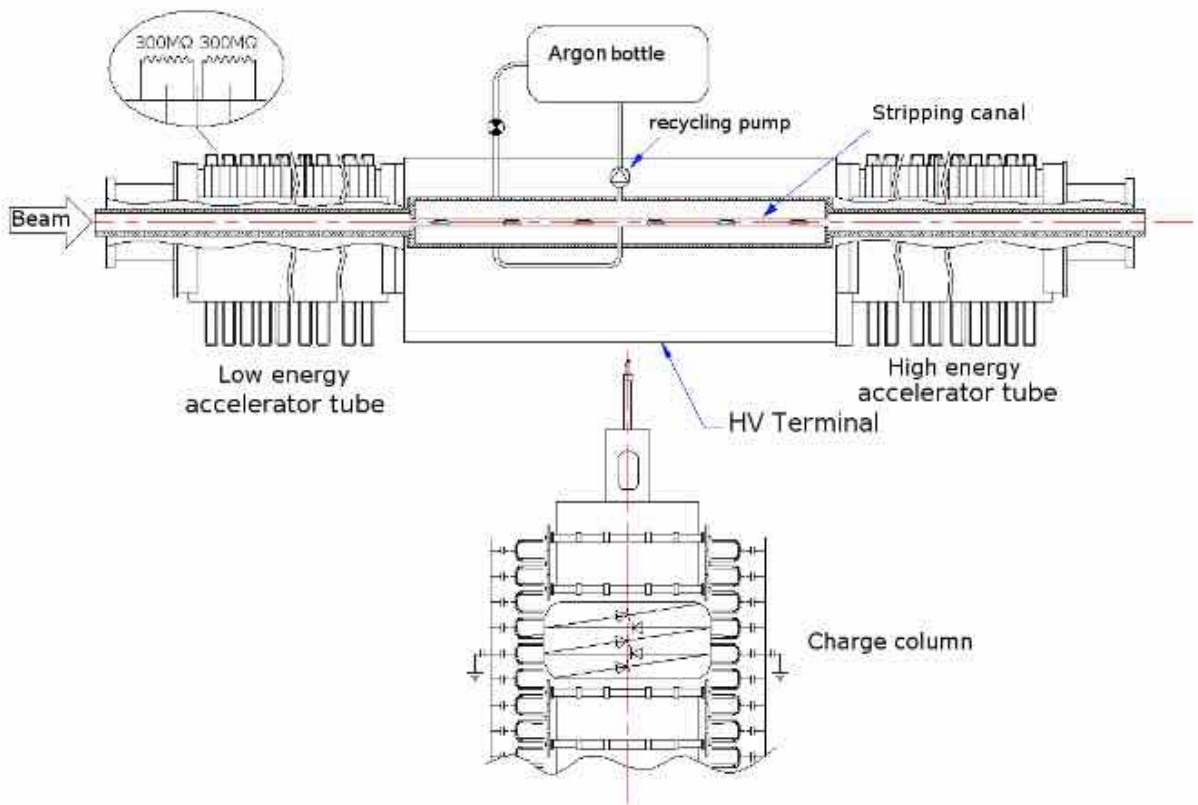 300MΩ 300MΩ
Argon bottle
recycling pump
Stripping canal
Beam
Low energy
accelerator tube
High energy
accelerator tube
HV Terminal
Charge column